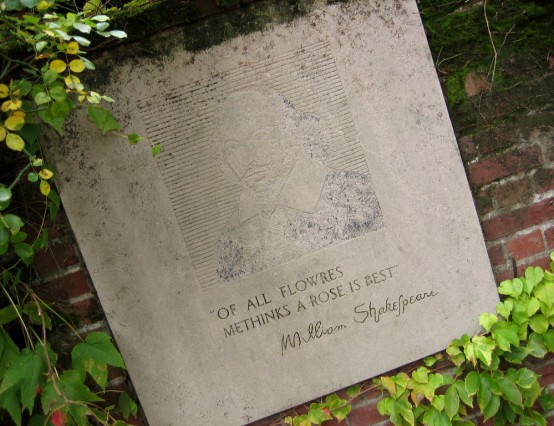 "OF ALL FLOWRES
METHINKS A ROSE IS BEST"
William Shakespeare